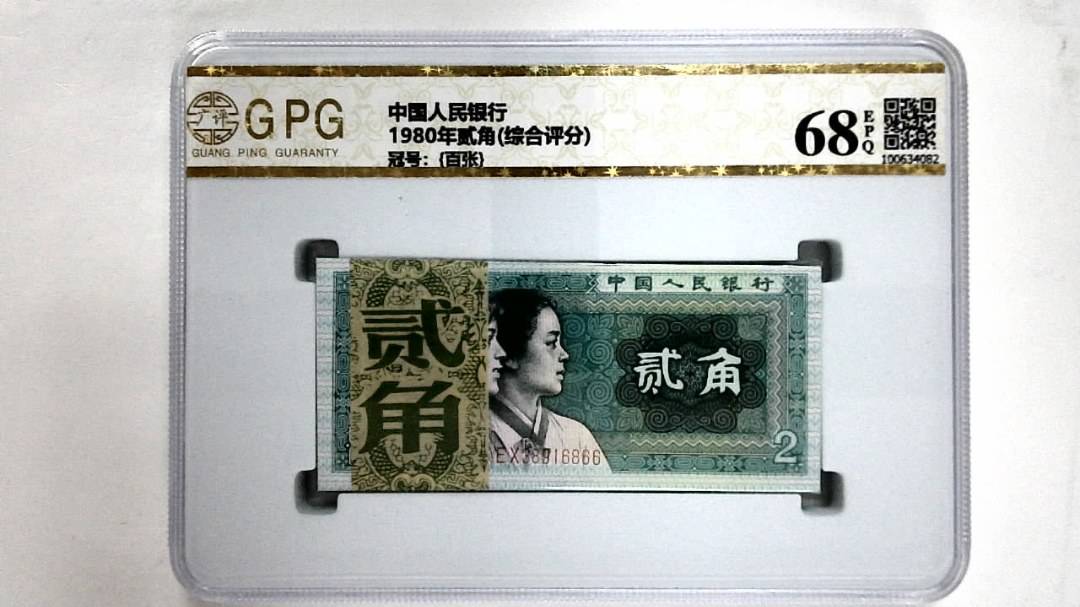 广评
GPG
GUANG PING GUARANTY
中国人民银行
1980年贰角(综合评分)
冠号：{百张}
68
EPQ
100634082
贰角
中国人民银行
贰角
2